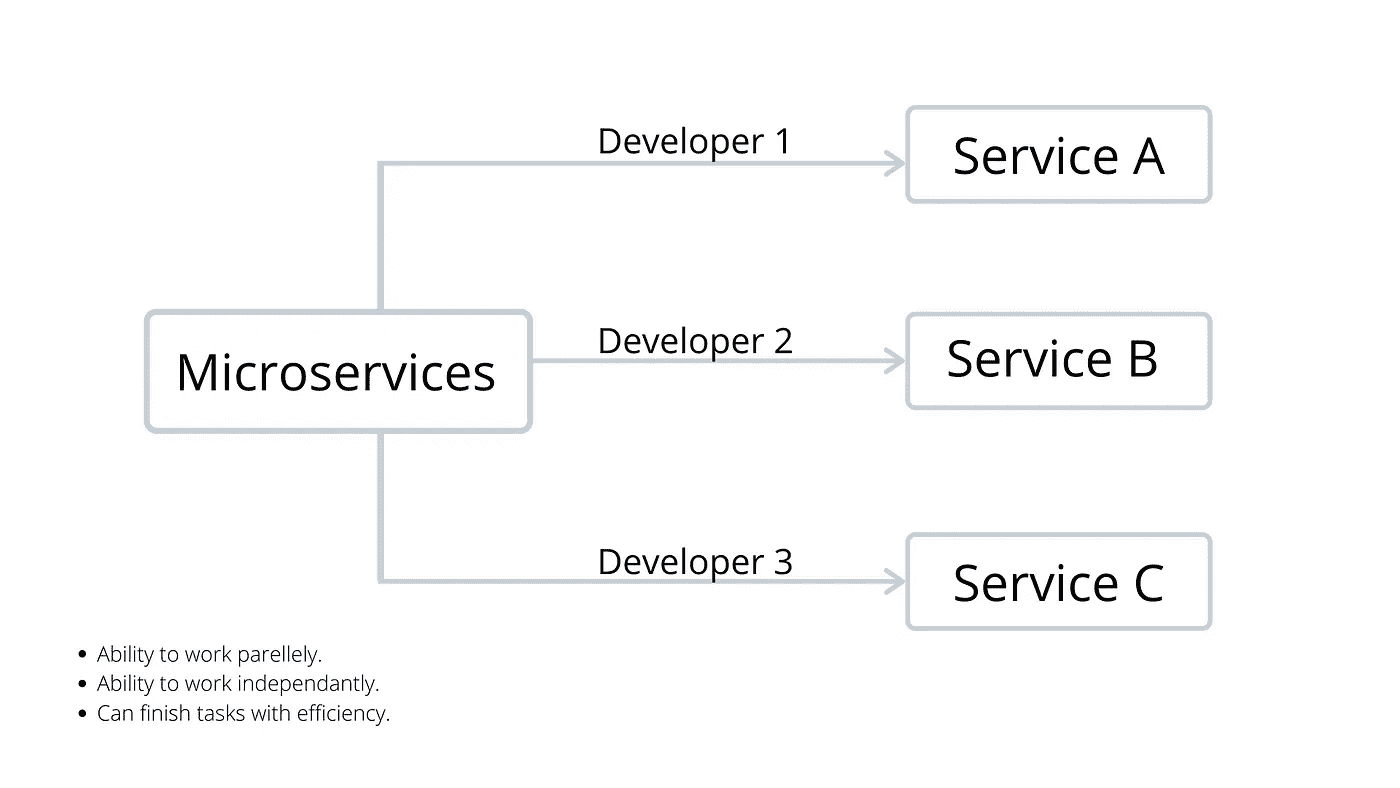 Developer 1
Service A
Microservices
Developer 2
Service B
Developer 3
Service C
• Ability to work parellely.
• Ability to work independantly.
• Can finish tasks with efficiency.